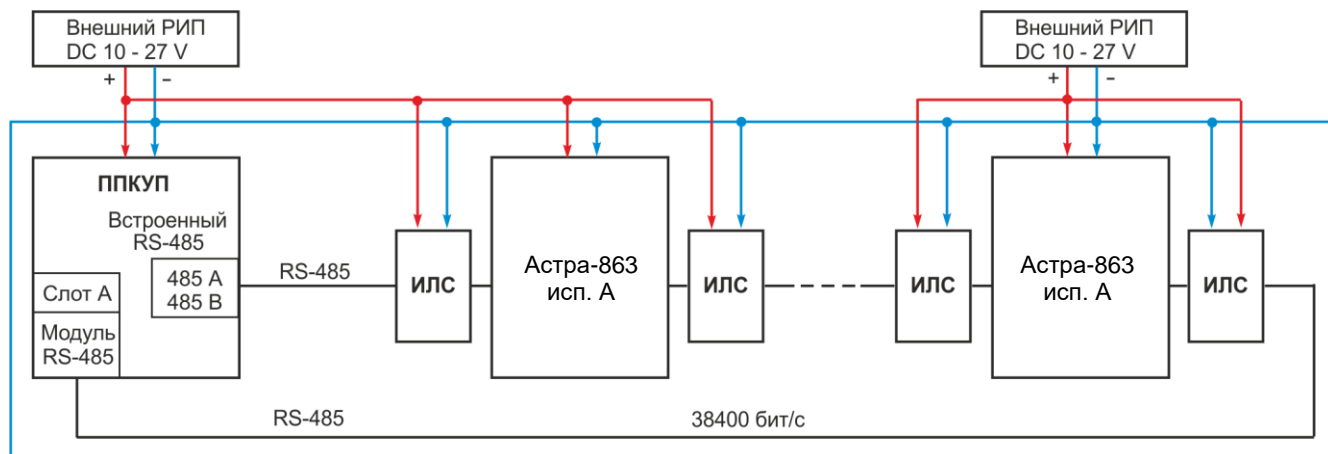 Внешний РИП
DC 10 - 27 V
+ −
Внешний РИП
DC 10 - 27 V
+ −
ППКУП
Встроенный
RS-485
485 A
485 B
Слот А
Модуль
RS-485
RS-485
ИЛС
Астра-863
исп. А
ИЛС
ИЛС
Астра-863
исп. А
ИЛС
RS-485
38400 бит/с